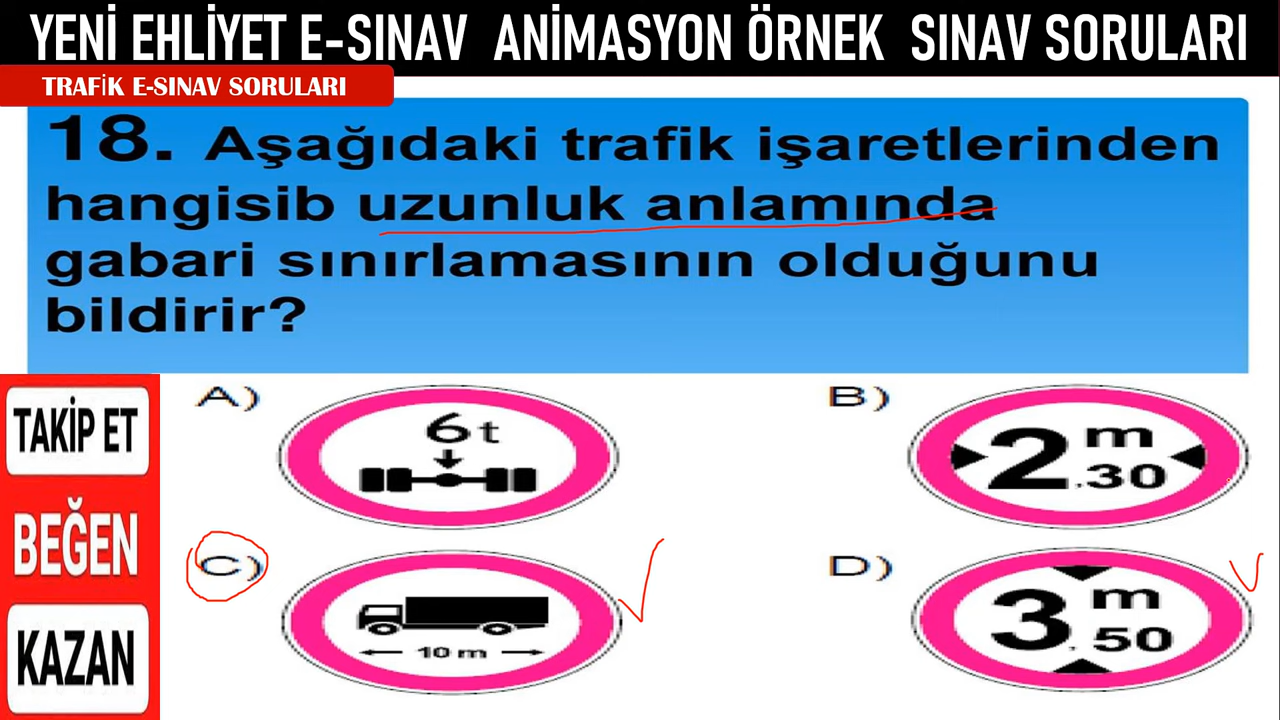 YENİ EHLİYET E-SINAV ANİMASYON ÖRNEK SINAV SORULARI
TRAFİK E-SINAV SORULARI
18. Aşağıdaki trafik işaretlerinden
hangisib uzunluk anlamında
gabari sınırlamasının olduğunu
bildirir?
TAKİP ET
BEĞEN
KAZAN
A)
6t
B)
2.30 m
C)
10 m
D)
3.50 m